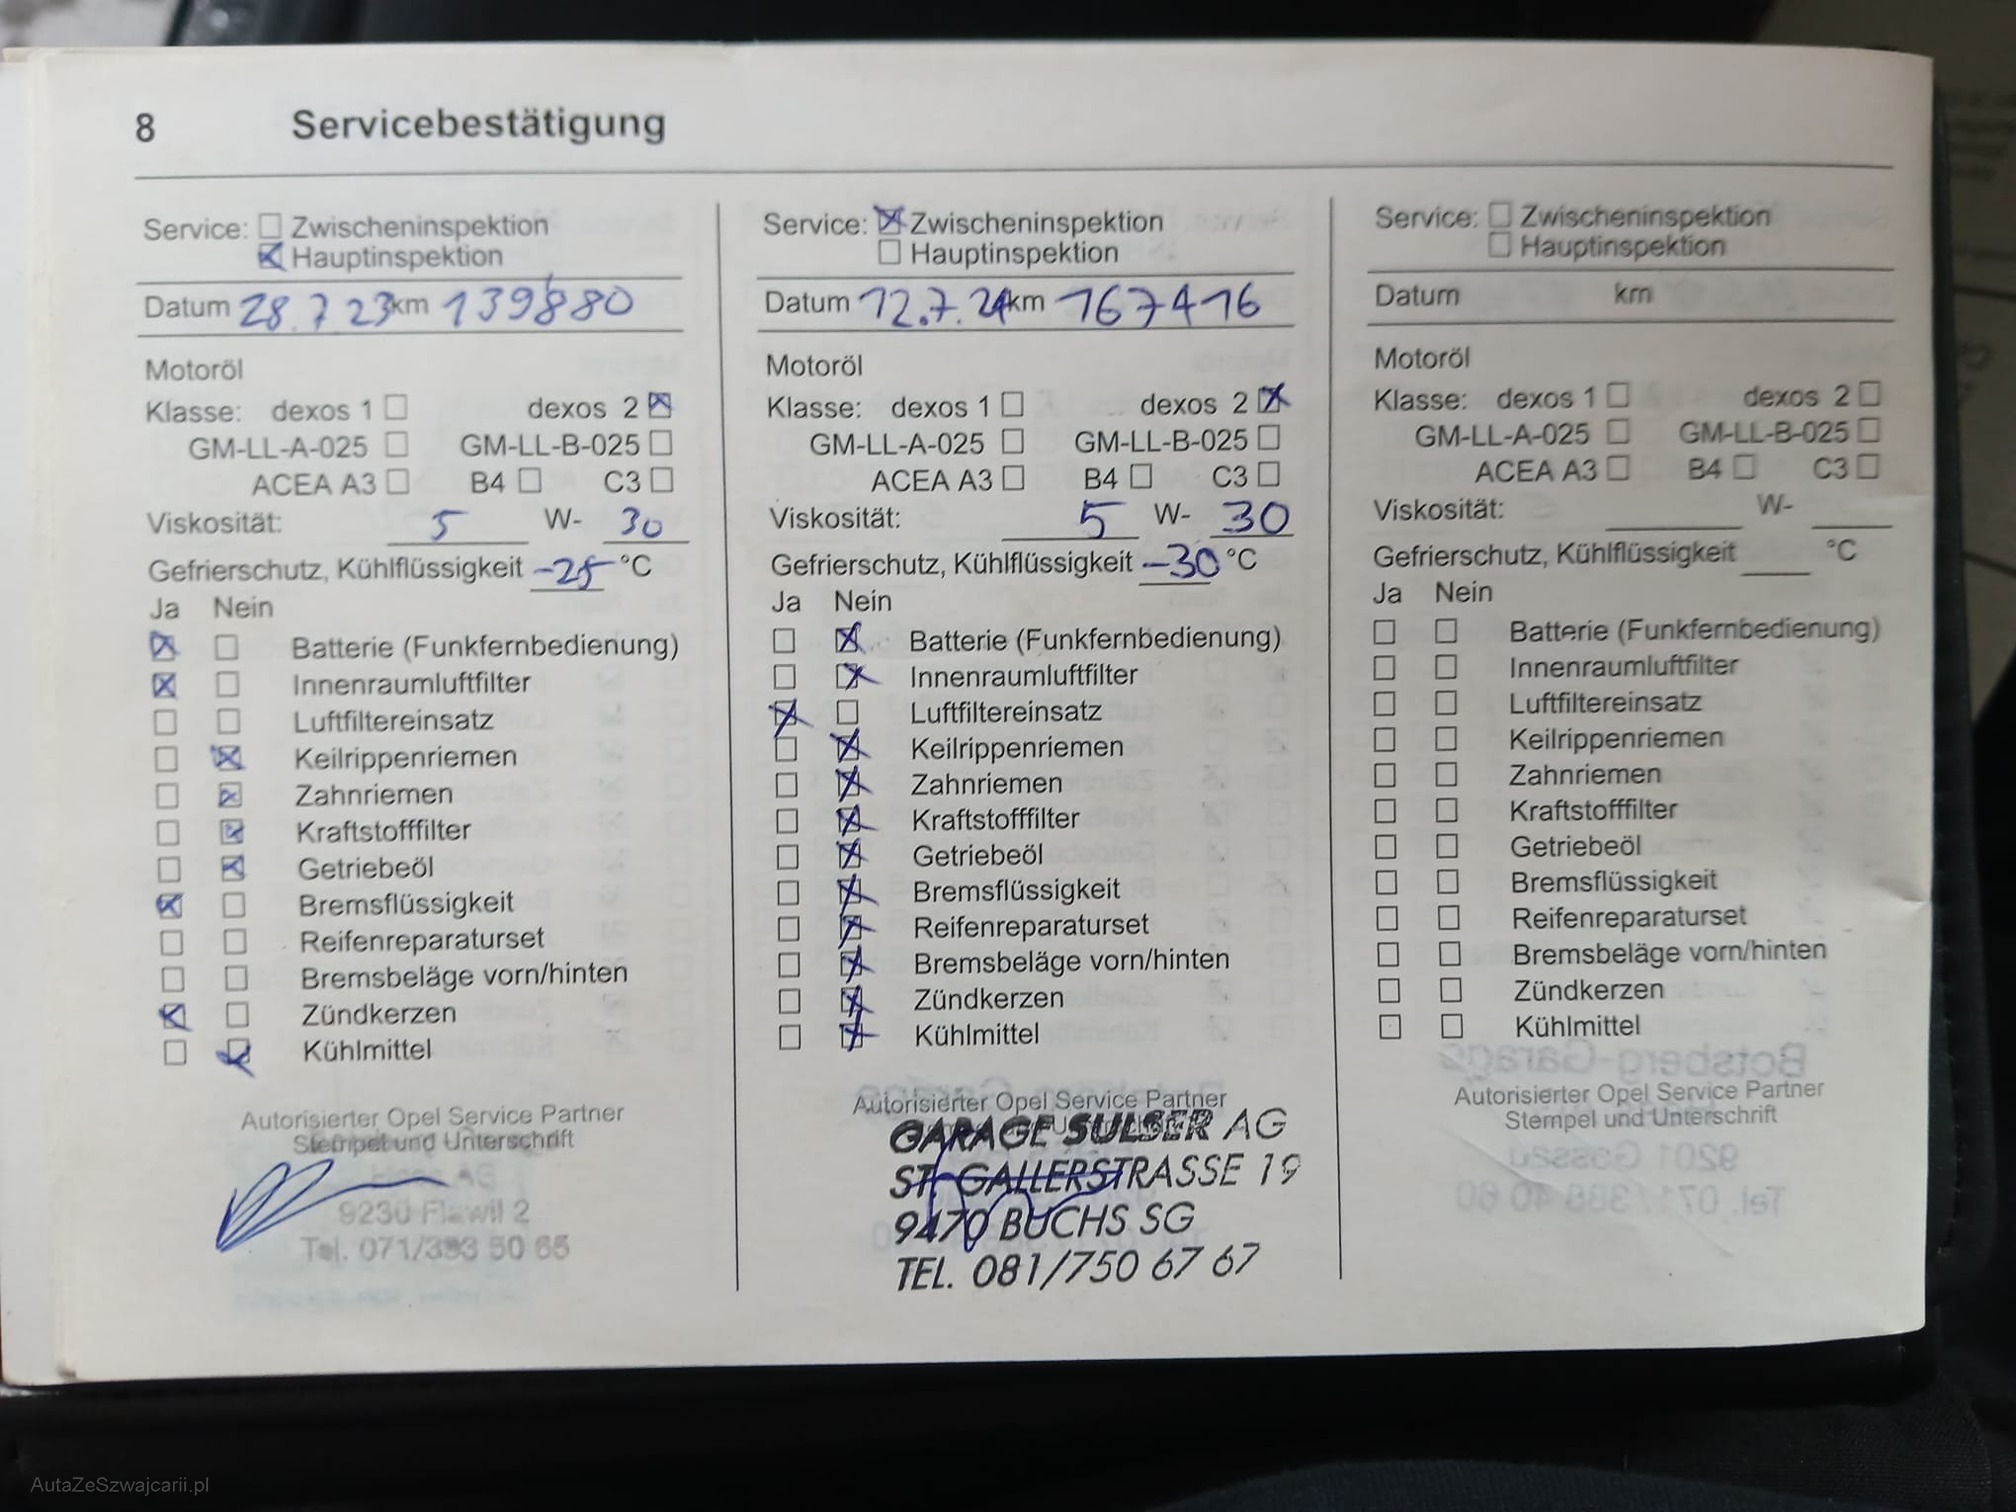 8 Servicebestätigung
Service: Zwischeninspektion
Hauptinspektion
Datum 28.7 23 km 139880
Motoröl
Klasse: dexos 1 dexos 2
GM-LL-A-025 GM-LL-B-025
ACEA A3 B4 C3
Viskosität: 5 W- 30
Gefrierschutz, Kühlflüssigkeit -25 °C
Ja Nein
Batterie (Funkfernbedienung)
Innenraumluftfilter
Luftfiltereinsatz
Keilrippenriemen
Zahnriemen
Kraftstofffilter
Getriebeöl
Bremsflüssigkeit
Reifenreparaturset
Bremsbeläge vorn/hinten
Zündkerzen
Kühlmittel
Autorisierter Opel Service Partner
Stempel und Unterschrift
AG
9230 Flawil 2
Tel. 071/393 50 65
Service: Zwischeninspektion
Hauptinspektion
Datum 12.7.24 km 167416
Motoröl
Klasse: dexos 1 dexos 2
GM-LL-A-025 GM-LL-B-025
ACEA A3 B4 C3
Viskosität: 5 W- 30
Gefrierschutz, Kühlflüssigkeit -30 °C
Ja Nein
Batterie (Funkfernbedienung)
Innenraumluftfilter
Luftfiltereinsatz
Keilrippenriemen
Zahnriemen
Kraftstofffilter
Getriebeöl
Bremsflüssigkeit
Reifenreparaturset
Bremsbeläge vorn/hinten
Zündkerzen
Kühlmittel
Autorisierter Opel Service Partner
GARAGE SULSER AG
ST. GALLERSTRASSE 19
9470 BUCHS SG
TEL. 081/750 67 67
Service: Zwischeninspektion
Hauptinspektion
Datum km
Motoröl
Klasse: dexos 1 dexos 2
GM-LL-A-025 GM-LL-B-025
ACEA A3 B4 C3
Viskosität: W-
Gefrierschutz, Kühlflüssigkeit °C
Ja Nein
Batterie (Funkfernbedienung)
Innenraumluftfilter
Luftfiltereinsatz
Keilrippenriemen
Zahnriemen
Kraftstofffilter
Getriebeöl
Bremsflüssigkeit
Reifenreparaturset
Bremsbeläge vorn/hinten
Zündkerzen
Kühlmittel
Autorisierter Opel Service Partner
Stempel und Unterschrift
AutaZeSzwajcarii.pl